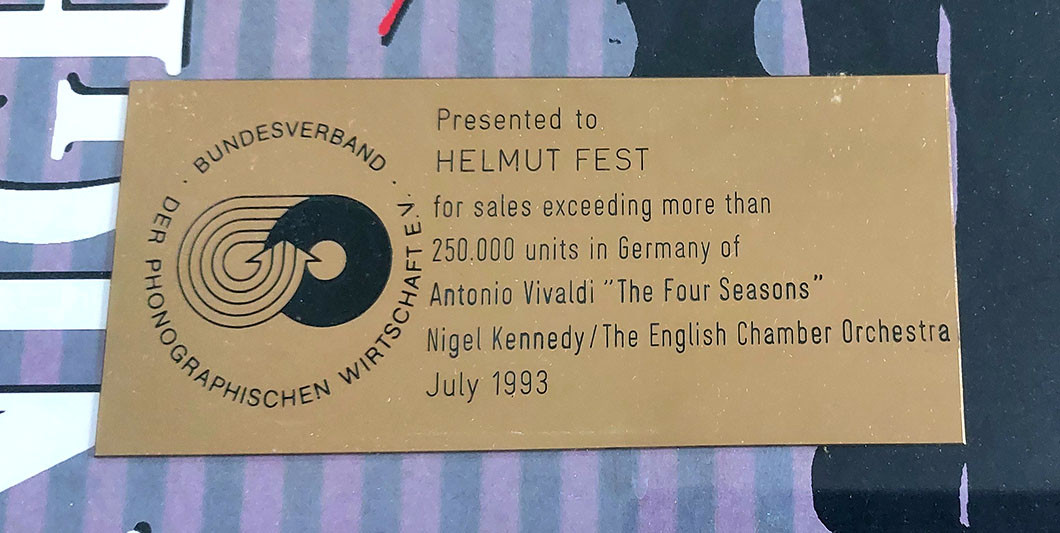 · BUNDESVERBAND ·
DER PHONOGRAPHISCHEN WIRTSCHAFT E.V.
Presented to
HELMUT FEST
for sales exceeding more than
250.000 units in Germany of
Antonio Vivaldi "The Four Seasons"
Nigel Kennedy/The English Chamber Orchestra
July 1993